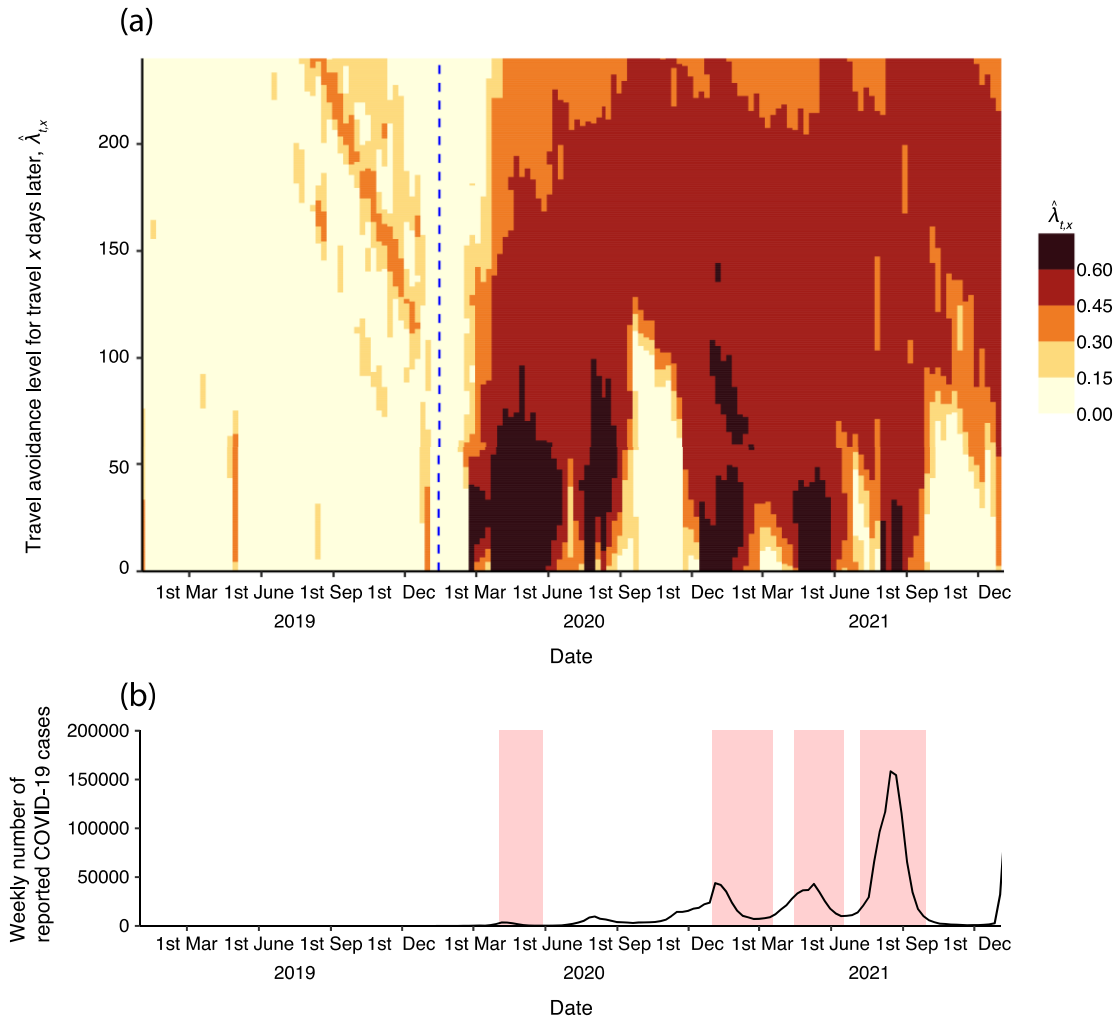 (a)
Travel avoidance level for travel x days later, λ̂t,x
200
150
100
50
0
1st Mar 1st June 1st Sep 1st Dec 1st Mar 1st June 1st Sep 1st Dec 1st Mar 1st June 1st Sep 1st Dec
2019 2020 2021
Date
λ̂t,x
0.60
0.45
0.30
0.15
0.00
(b)
Weekly number of
reported COVID-19 cases
200000
150000
100000
50000
0
1st Mar 1st June 1st Sep 1st Dec 1st Mar 1st June 1st Sep 1st Dec 1st Mar 1st June 1st Sep 1st Dec
2019 2020 2021
Date